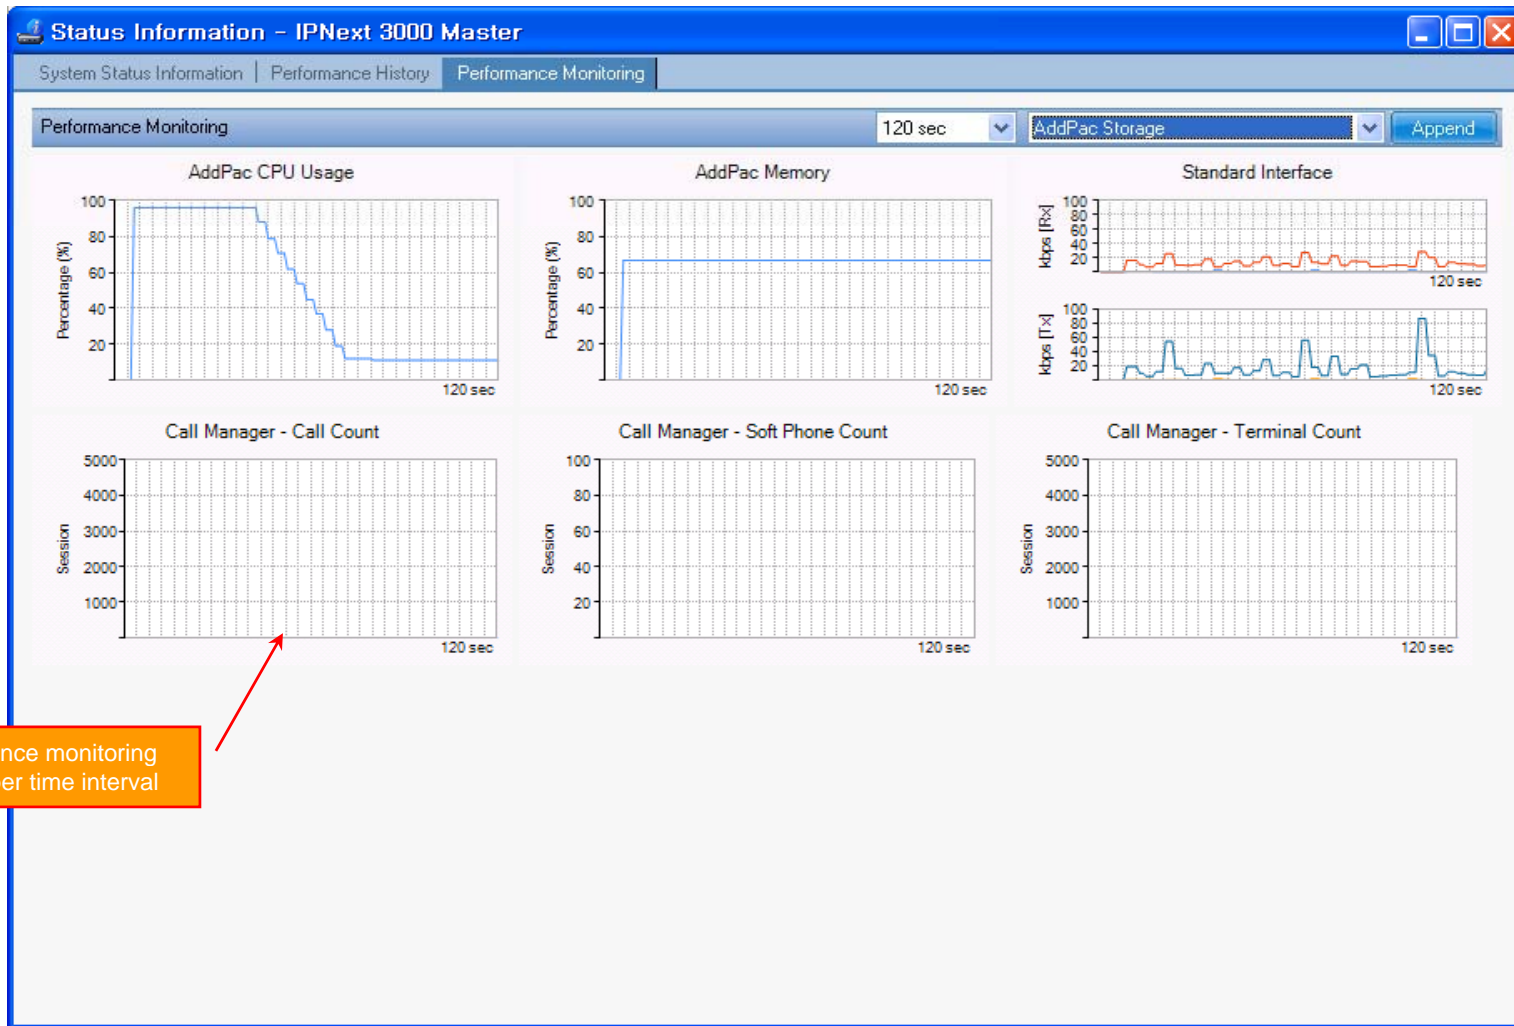 Status Information - IPNext 3000 Master
System Status Information | Performance History Performance Monitoring
Performance Monitoring 120 sec AddPac Storage Append
AddPac CPU Usage
Percentage (%)
100
80
60
40
20
120 sec
AddPac Memory
Percentage (%)
100
80
60
40
20
120 sec
Standard Interface
kbps [Rx]
100
80
60
40
20
120 sec
kbps [Tx]
100
80
60
40
20
120 sec
Call Manager - Call Count
Session
5000
4000
3000
2000
1000
120 sec
Call Manager - Soft Phone Count
Session
100
80
60
40
20
120 sec
Call Manager - Terminal Count
Session
5000
4000
3000
2000
1000
120 sec
nce monitoring
er time interval